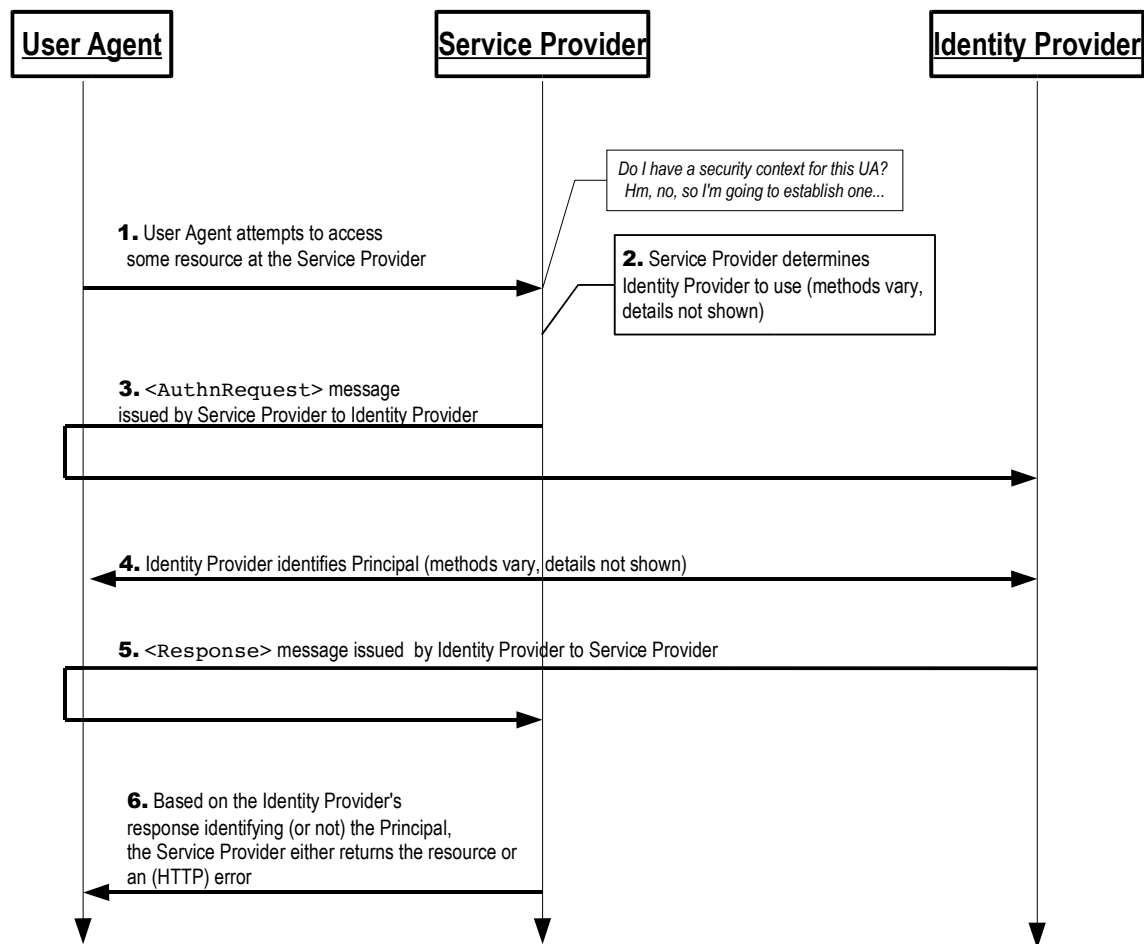 User Agent
Service Provider
Identity Provider
Do I have a security context for this UA?
Hm, no, so I'm going to establish one...
1. User Agent attempts to access
some resource at the Service Provider
2. Service Provider determines
Identity Provider to use (methods vary,
details not shown)
3. <AuthnRequest> message
issued by Service Provider to Identity Provider
4. Identity Provider identifies Principal (methods vary, details not shown)
5. <Response> message issued by Identity Provider to Service Provider
6. Based on the Identity Provider's
response identifying (or not) the Principal,
the Service Provider either returns the resource or
an (HTTP) error